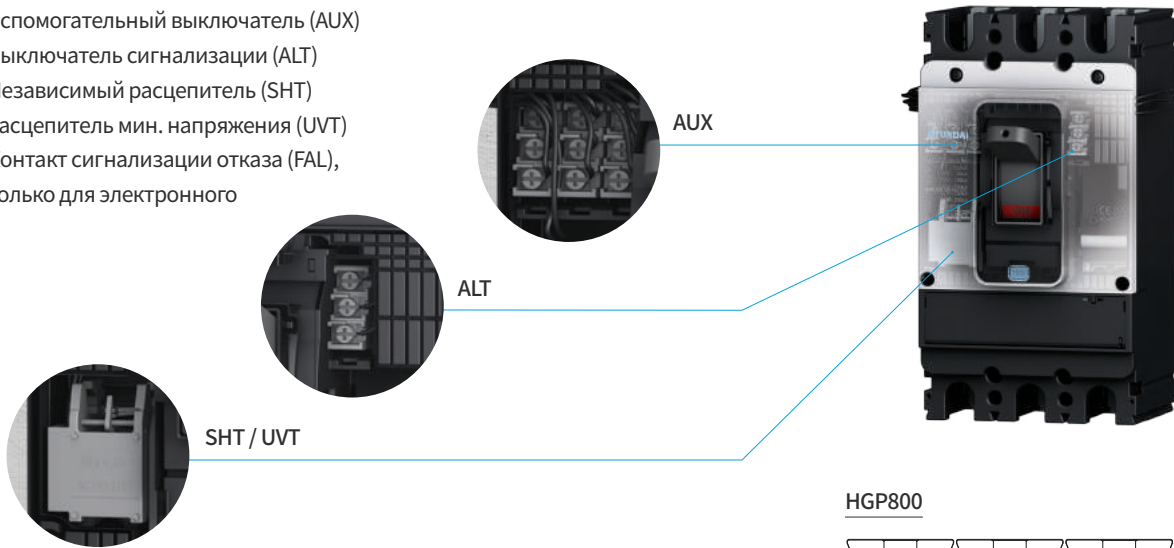 спомогательный выключатель (AUX)
ыключатель сигнализации (ALT)
Независимый расцепитель (SHT)
асцепитель мин. напряжения (UVT)
онтакт сигнализации отказа (FAL),
олько для электронного
AUX
HYUNDAI
ALT
SHT / UVT
HGP800